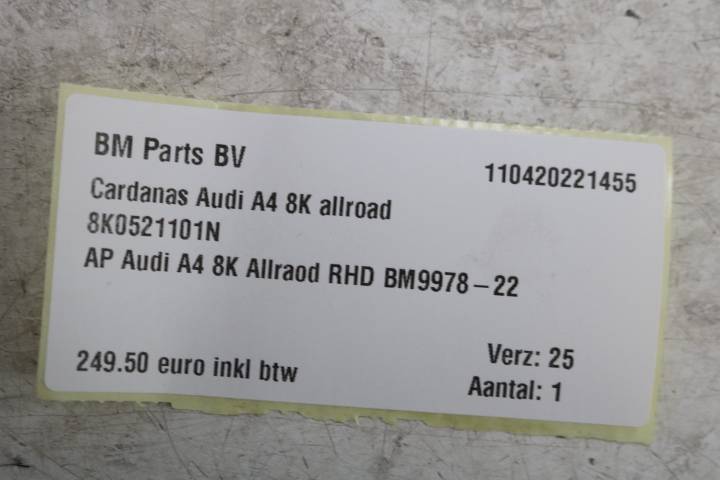 BM Parts BV
110420221455
Cardanas Audi A4 8K allroad
8K0521101N
AP Audi A4 8K Allraod RHD BM9978-22
Verz: 25
249.50 euro inkl btw
Aantal: 1